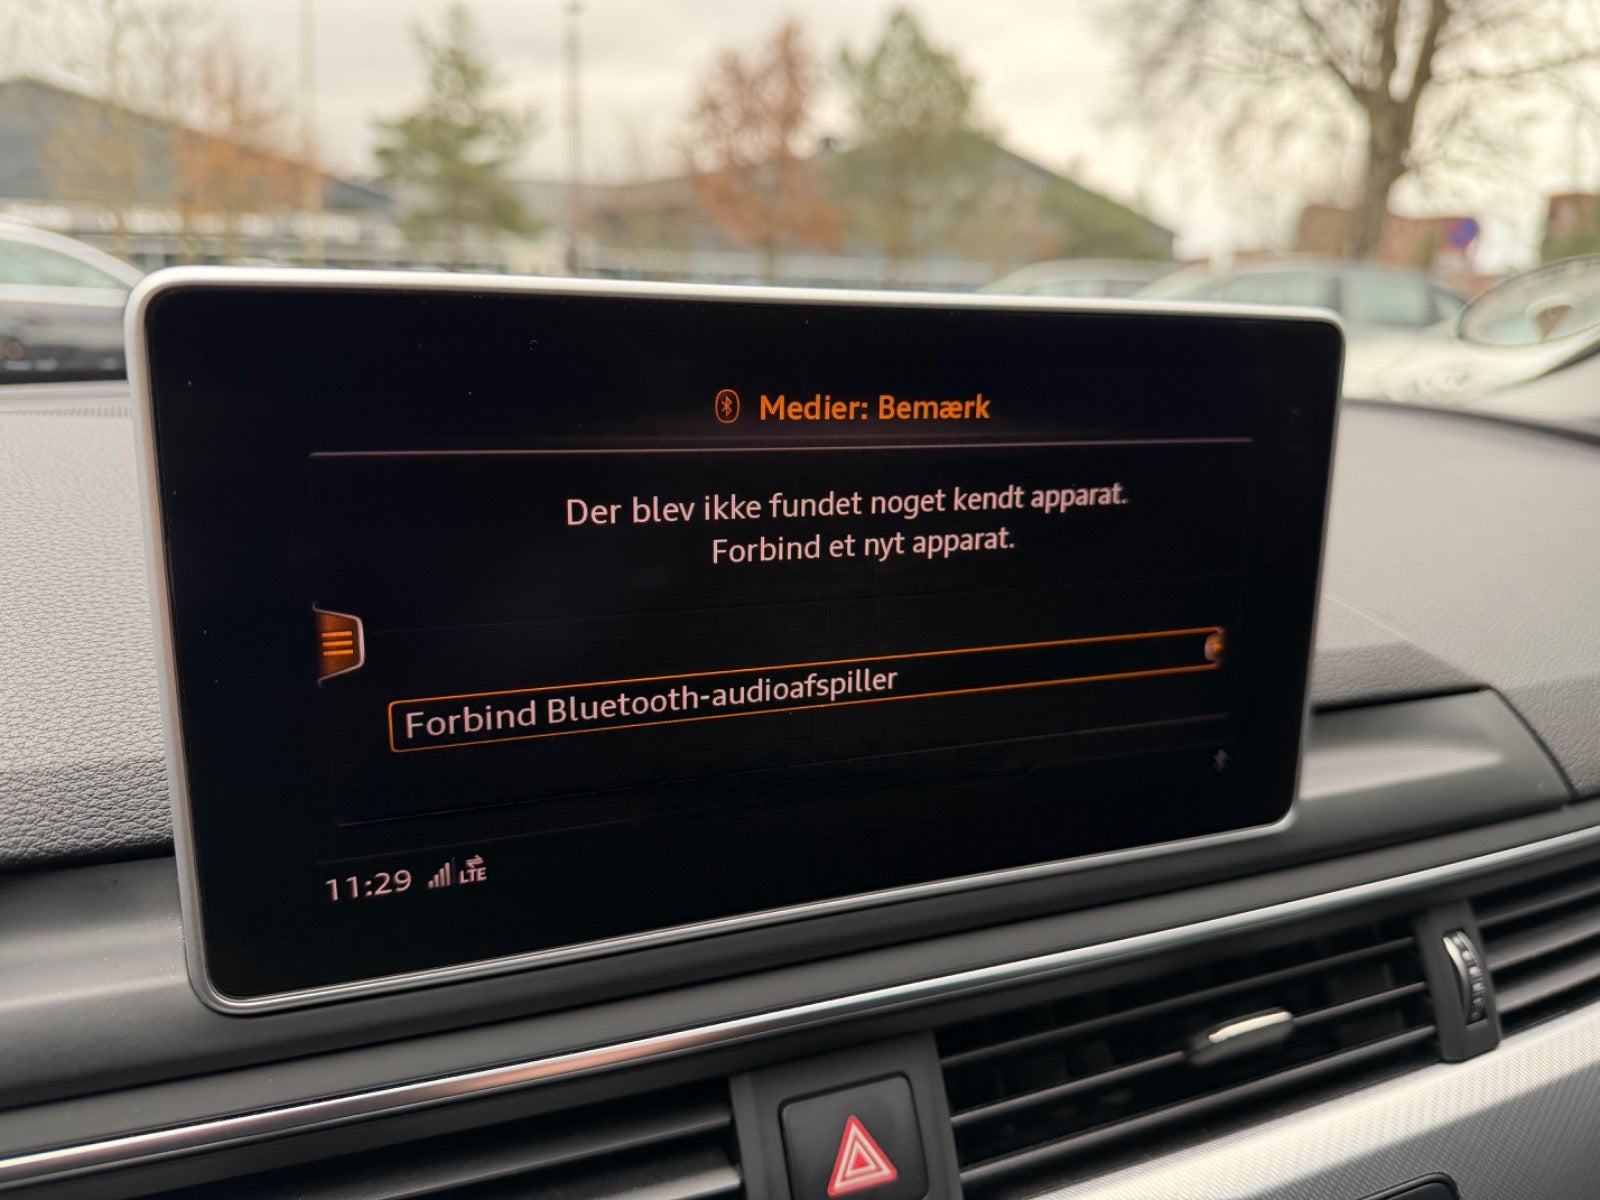 Medier: Bemærk
Der blev ikke fundet noget kendt apparat.
Forbind et nyt apparat.
Forbind Bluetooth-audioafspiller
11:29 LTE